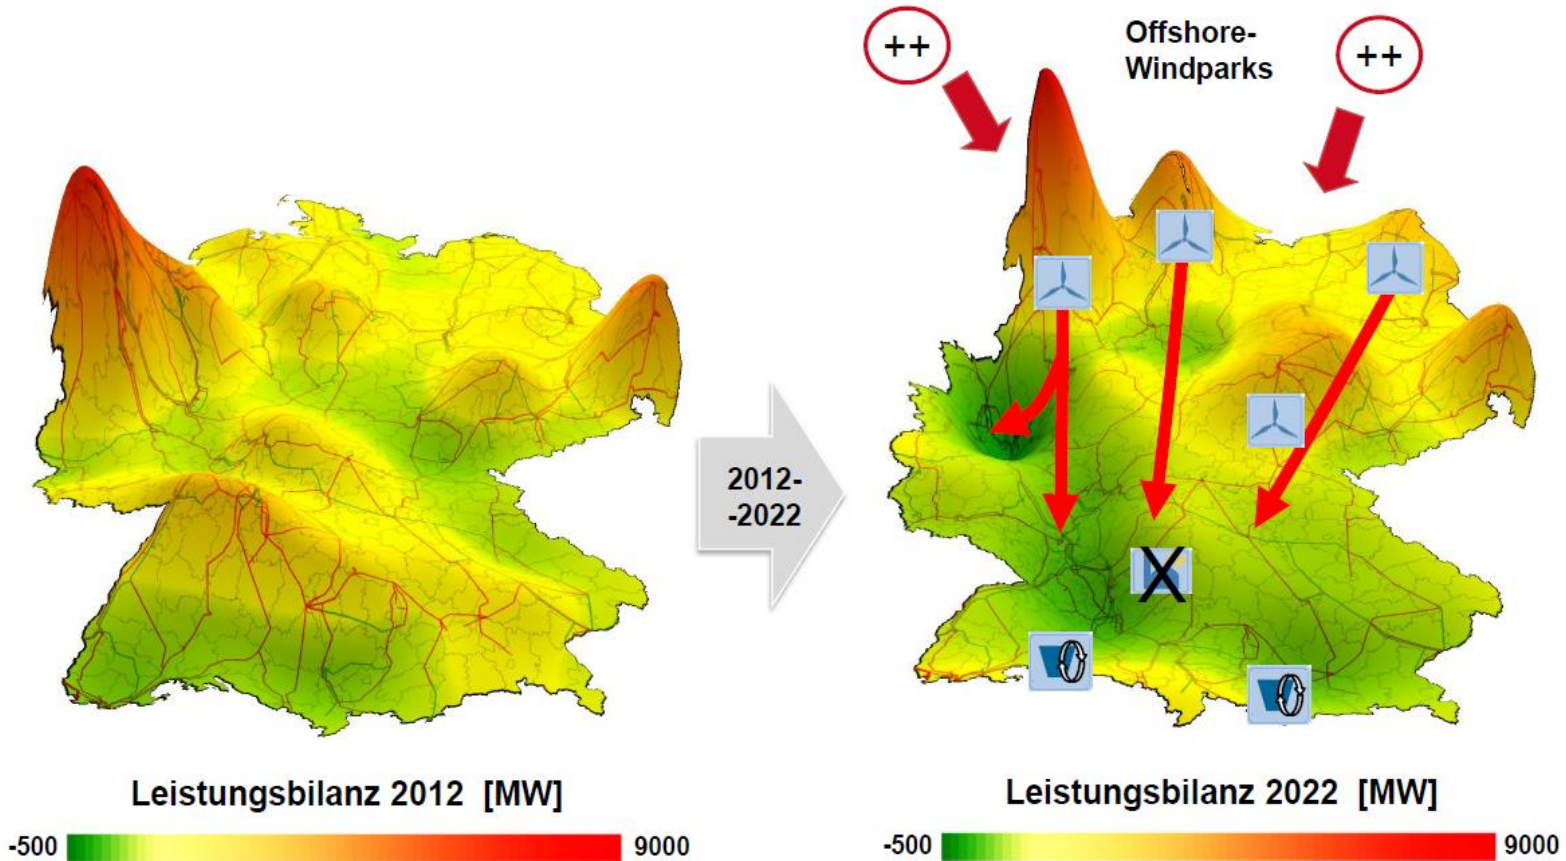 ++
Offshore-
Windparks
++
2012-
-2022
X
Leistungsbilanz 2012 [MW]
-500
9000
Leistungsbilanz 2022 [MW]
-500
9000